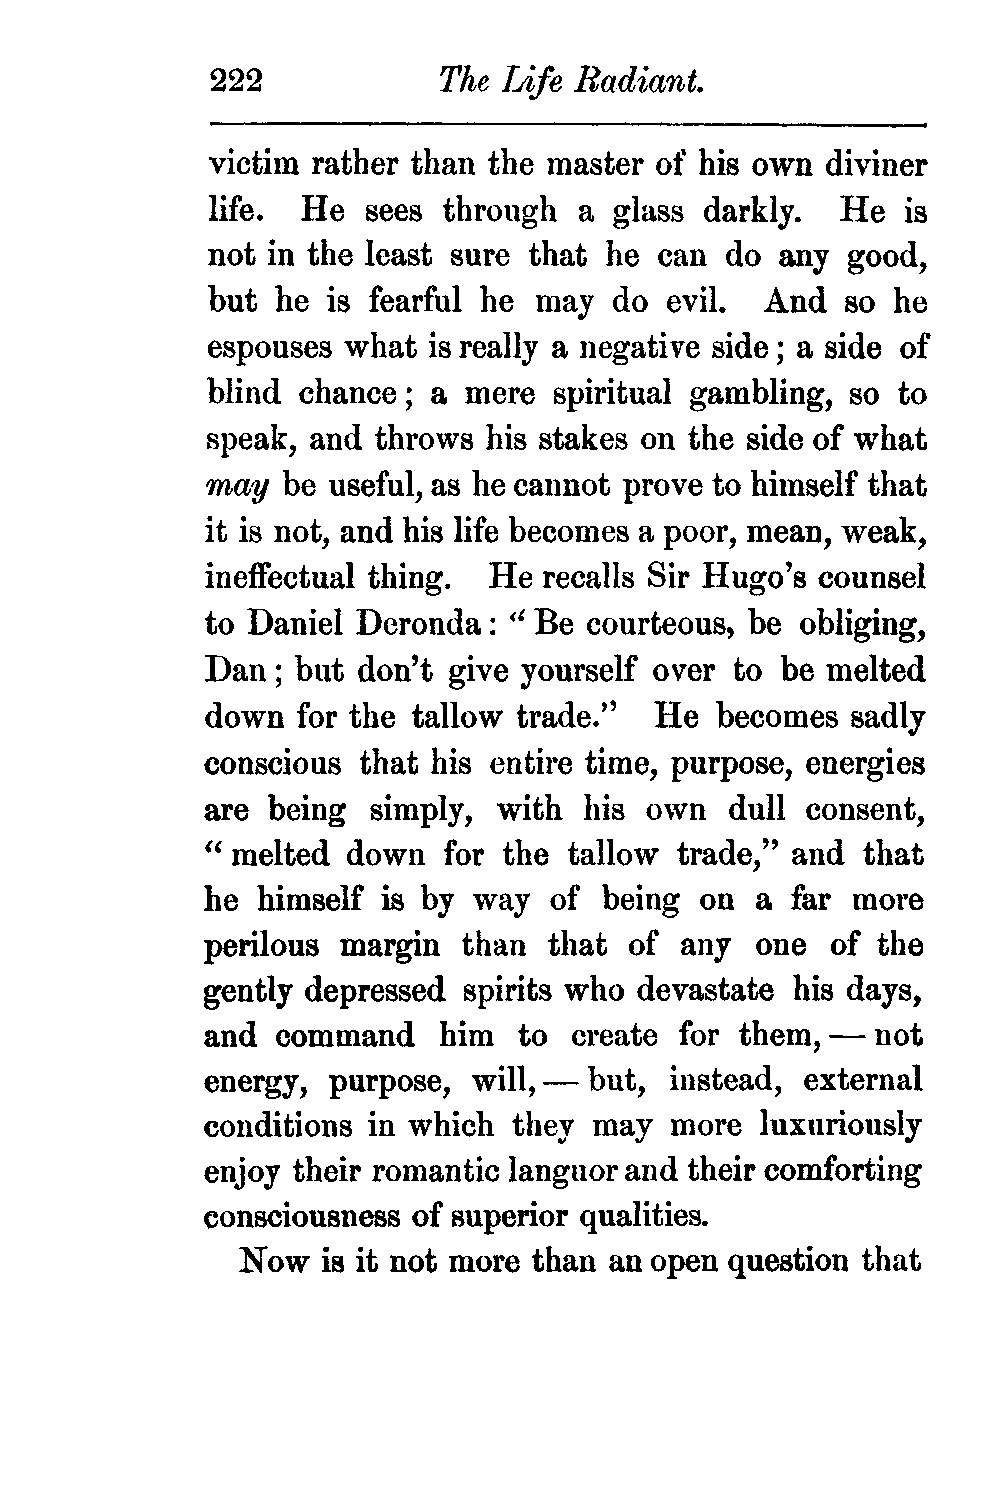 222 The Life Radiant.
victim rather than the master of his own diviner
life. He sees through a glass darkly. He is
not in the least sure that he can do any good,
but he is fearful he may do evil. And so he
espouses what is really a negative side; a side of
blind chance; a mere spiritual gambling, so to
speak, and throws his stakes on the side of what
may be useful, as he cannot prove to himself that
it is not, and his life becomes a poor, mean, weak,
ineffectual thing. He recalls Sir Hugo's counsel
to Daniel Deronda: "Be courteous, be obliging,
Dan; but don't give yourself over to be melted
down for the tallow trade." He becomes sadly
conscious that his entire time, purpose, energies
are being simply, with his own dull consent,
"melted down for the tallow trade," and that
he himself is by way of being on a far more
perilous margin than that of any one of the
gently depressed spirits who devastate his days,
and command him to create for them, — not
energy, purpose, will, — but, instead, external
conditions in which they may more luxuriously
enjoy their romantic languor and their comforting
consciousness of superior qualities.
Now is it not more than an open question that